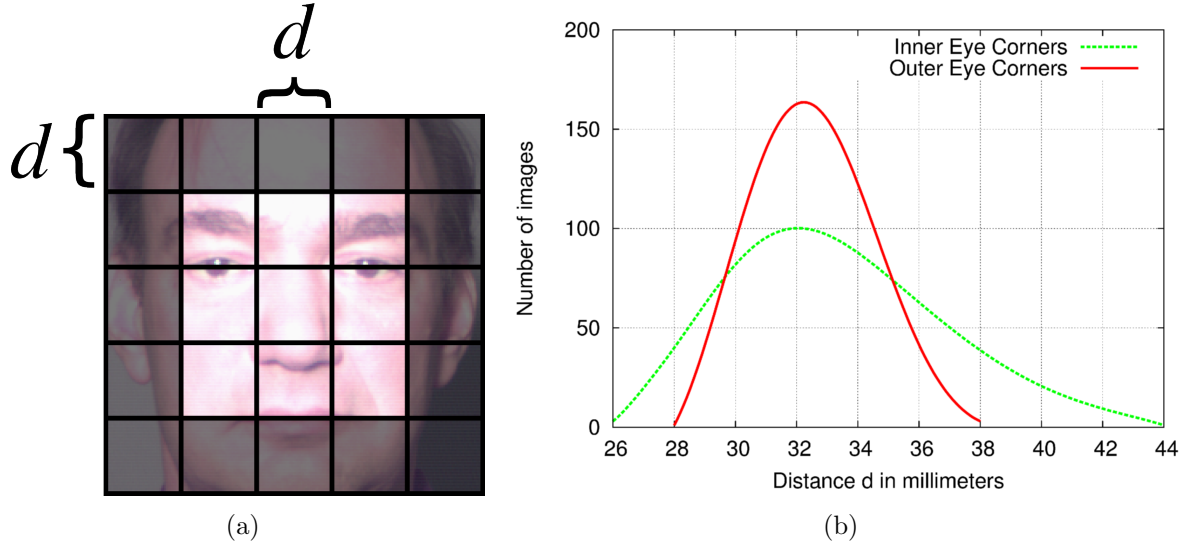 d
d
(a)
200
150
100
50
0
26 28 30 32 34 36 38 40 42 44
Number of images
Distance d in millimeters
Inner Eye Corners
Outer Eye Corners
(b)